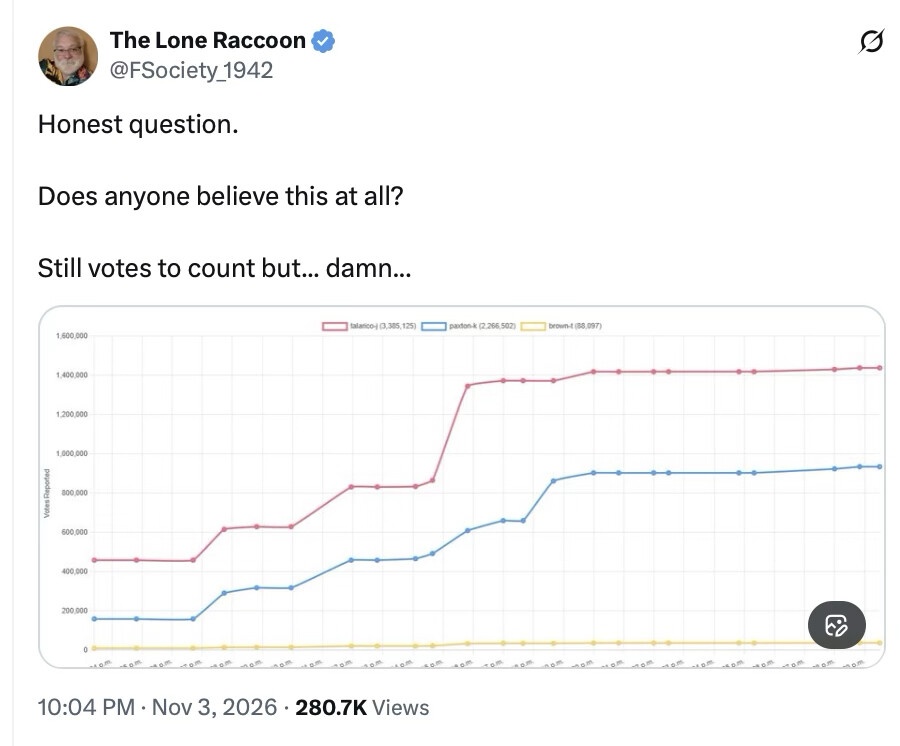 The Lone Raccoon
@FSociety_1942
Honest question.
Does anyone believe this at all?
Still votes to count but... damn...
talarico-j (3,385,125) paxton-k (2,266,502) brown-t (88,097)
1,600,000
1,400,000
1,200,000
1,000,000
800,000
600,000
400,000
200,000
0
Votes Reported
10:04 PM · Nov 3, 2026 · 280.7K Views